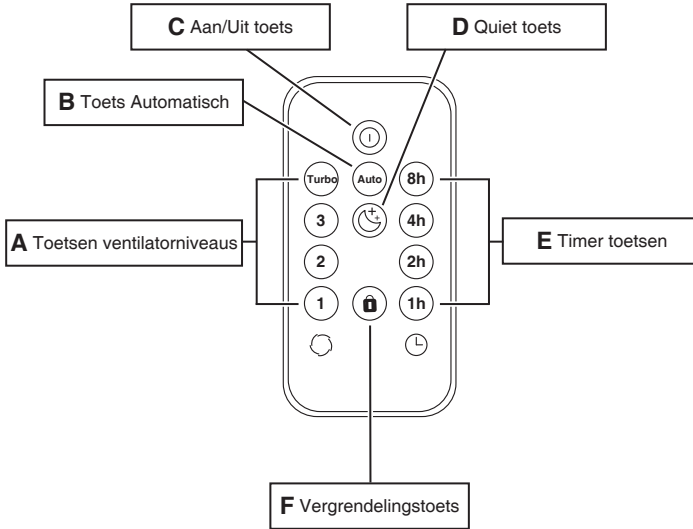 C Aan/Uit toets
D Quiet toets
B Toets Automatisch
Turbo Auto 8h
3 4h
A Toetsen ventilatorniveaus
E Timer toetsen
2 2h
1 1h
F Vergrendelingstoets